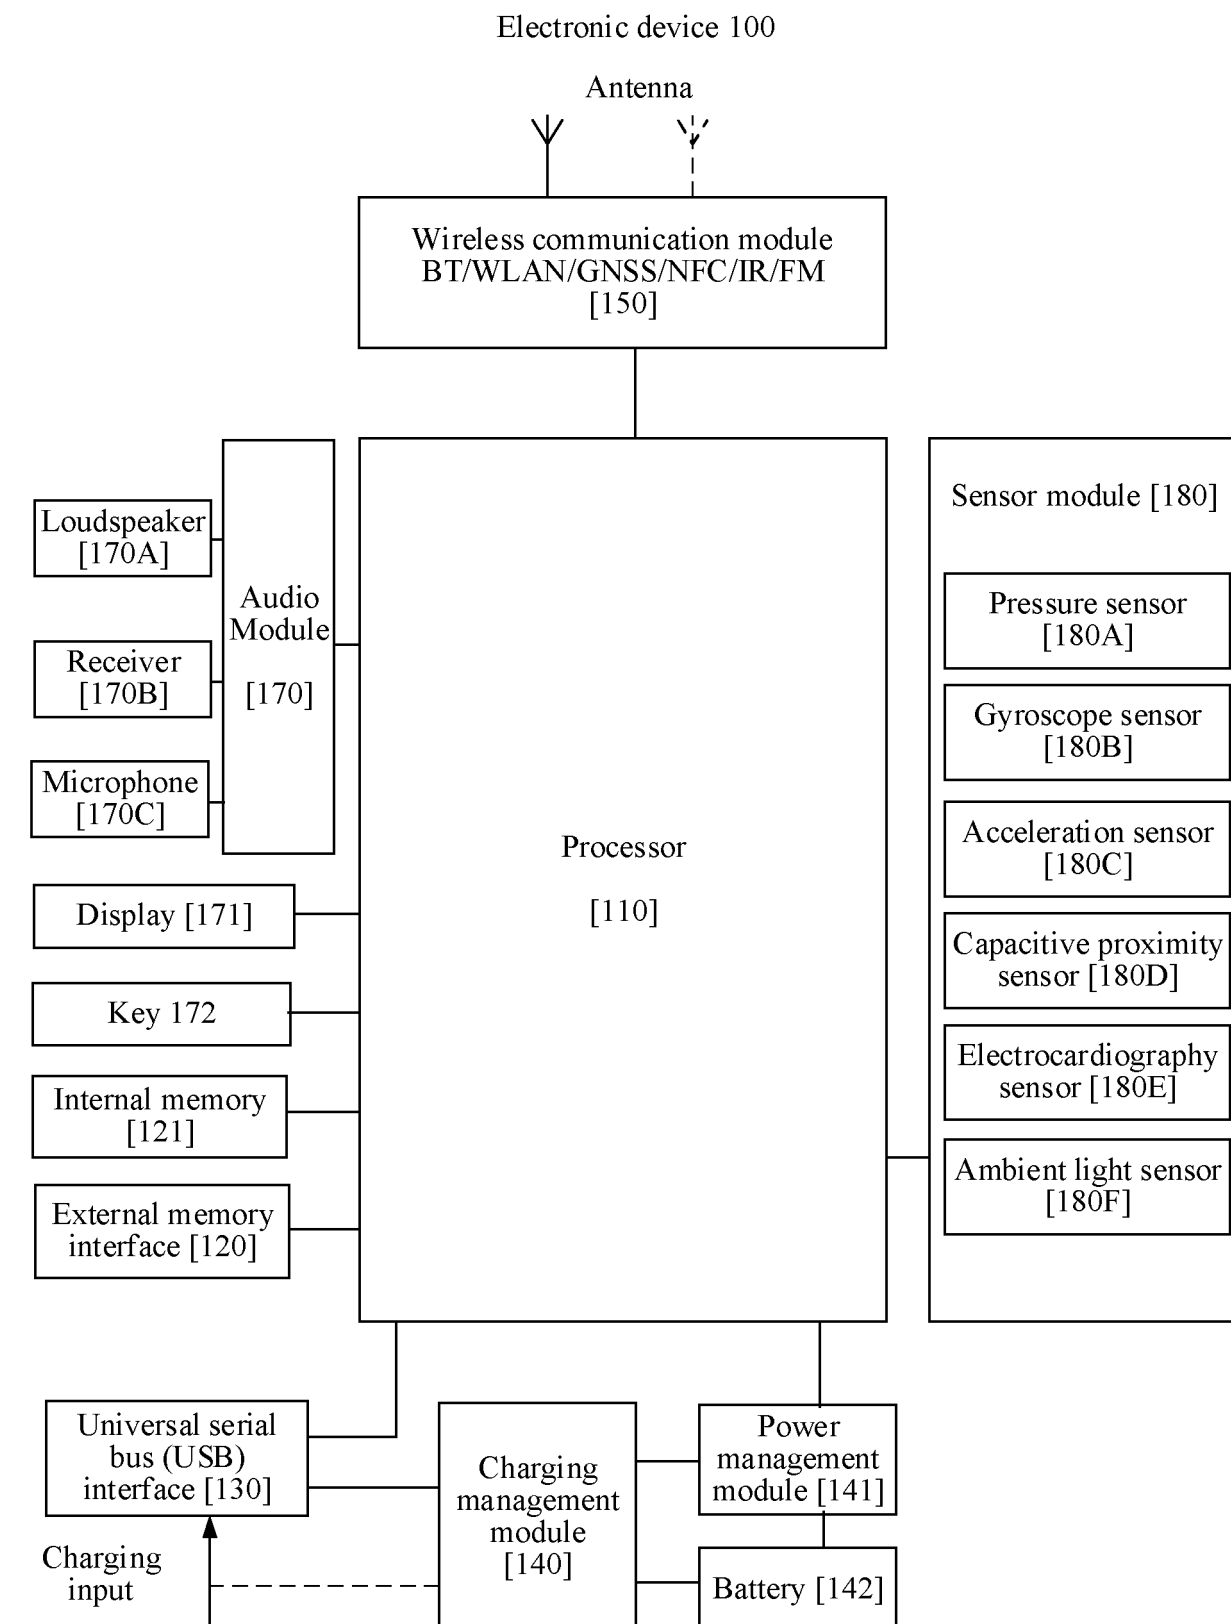 Electronic device 100
Antenna
Wireless communication module
BT/WLAN/GNSS/NFC/IR/FM
[150]
Loudspeaker
[170A]
Receiver
[170B]
Microphone
[170C]
Audio
Module
[170]
Display [171]
Key 172
Internal memory
[121]
External memory
interface [120]
Processor
[110]
Sensor module [180]
Pressure sensor
[180A]
Gyroscope sensor
[180B]
Acceleration sensor
[180C]
Capacitive proximity
sensor [180D]
Electrocardiography
sensor [180E]
Ambient light sensor
[180F]
Universal serial
bus (USB)
interface [130]
Charging
input
Charging
management
module
[140]
Power
management
module [141]
Battery [142]